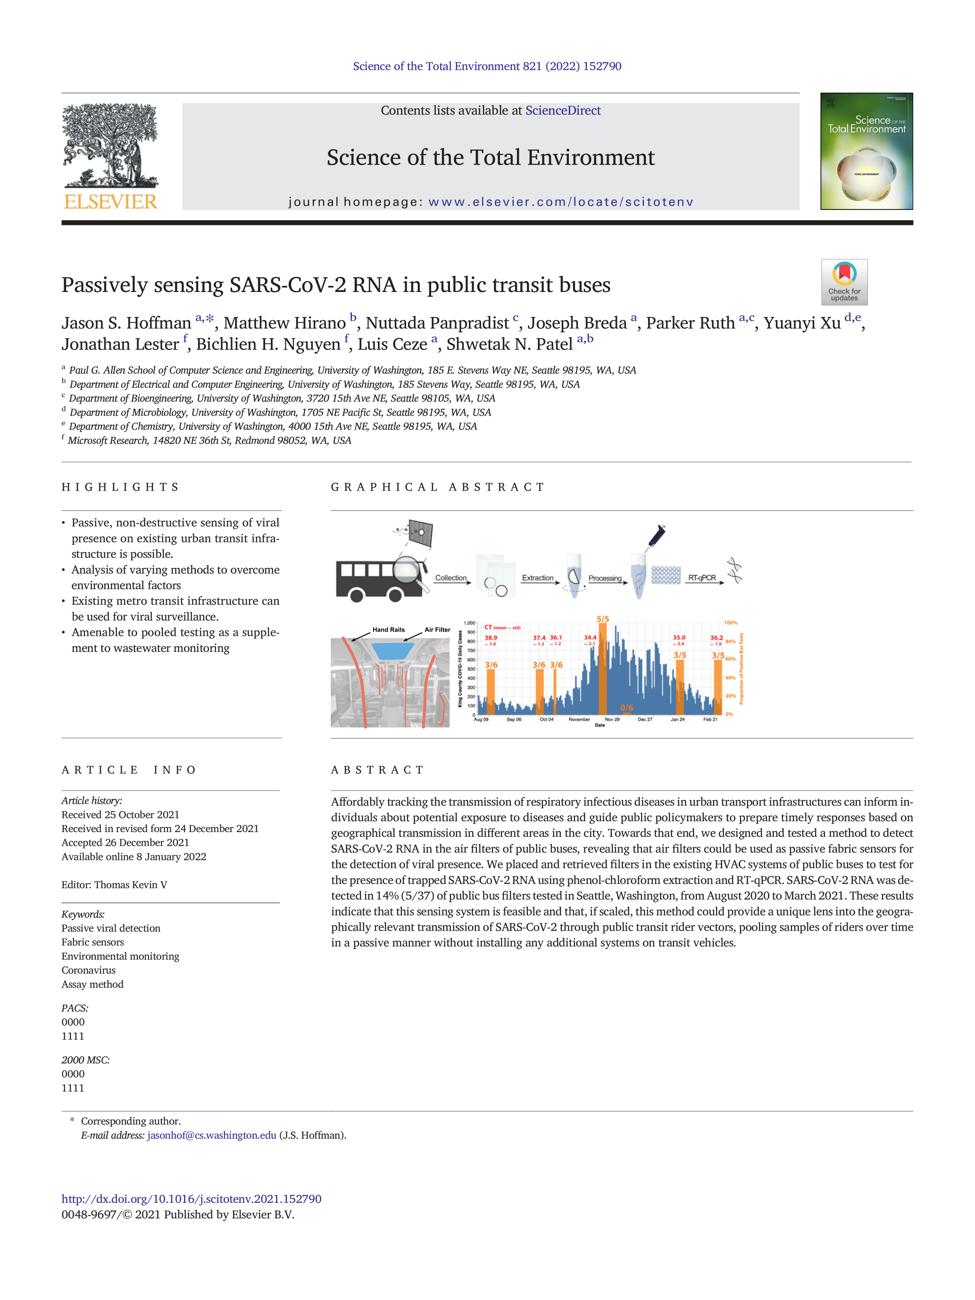 Science of the Total Environment 821 (2022) 152790
Contents lists available at ScienceDirect
Science of the Total Environment
journal homepage: www.elsevier.com/locate/scitotenv
ELSEVIER
Science OF THE
Total Environment
TOTAL ENVIRONMENT
Check for
updates
Passively sensing SARS-CoV-2 RNA in public transit buses
Jason S. Hoffman a,*, Matthew Hirano b, Nuttada Panpradist c, Joseph Breda a, Parker Ruth a,c, Yuanyi Xu d,e,
Jonathan Lester f, Bichlien H. Nguyen f, Luis Ceze a, Shwetak N. Patel a,b
a Paul G. Allen School of Computer Science and Engineering, University of Washington, 185 E. Stevens Way NE, Seattle 98195, WA, USA
b Department of Electrical and Computer Engineering, University of Washington, 185 Stevens Way, Seattle 98195, WA, USA
c Department of Bioengineering, University of Washington, 3720 15th Ave NE, Seattle 98105, WA, USA
d Department of Microbiology, University of Washington, 1705 NE Pacific St, Seattle 98195, WA, USA
e Department of Chemistry, University of Washington, 4000 15th Ave NE, Seattle 98195, WA, USA
f Microsoft Research, 14820 NE 36th St, Redmond 98052, WA, USA
HIGHLIGHTS
• Passive, non-destructive sensing of viral
presence on existing urban transit infra-
structure is possible.
• Analysis of varying methods to overcome
environmental factors
• Existing metro transit infrastructure can
be used for viral surveillance.
• Amenable to pooled testing as a supple-
ment to wastewater monitoring
GRAPHICAL ABSTRACT
Collection
Extraction
Processing
RT-qPCR
Hand Rails
Air Filter
King County COVID-19 Daily Cases
1,000
900
800
700
600
500
400
300
200
100
0
CT (mean ~ std)
38.9
~ 1.0
37.4
~ 1.3
36.1
~ 1.2
34.4
~ 2.1
35.0
~ 2.4
36.2
~ 1.9
3/6
3/6
3/6
5/5
0/6
3/5
3/5
100%
80%
60%
40%
20%
0%
Proportion of Positive Bus Tests
Aug 09
Sep 06
Oct 04
November
Nov 29
Dec 27
Jan 24
Feb 21
Date
ARTICLE INFO
Article history:
Received 25 October 2021
Received in revised form 24 December 2021
Accepted 26 December 2021
Available online 8 January 2022
Editor: Thomas Kevin V
Keywords:
Passive viral detection
Fabric sensors
Environmental monitoring
Coronavirus
Assay method
PACS:
0000
1111
2000 MSC:
0000
1111
ABSTRACT
Affordably tracking the transmission of respiratory infectious diseases in urban transport infrastructures can inform in-
dividuals about potential exposure to diseases and guide public policymakers to prepare timely responses based on
geographical transmission in different areas in the city. Towards that end, we designed and tested a method to detect
SARS-CoV-2 RNA in the air filters of public buses, revealing that air filters could be used as passive fabric sensors for
the detection of viral presence. We placed and retrieved filters in the existing HVAC systems of public buses to test for
the presence of trapped SARS-CoV-2 RNA using phenol-chloroform extraction and RT-qPCR. SARS-CoV-2 RNA was de-
tected in 14% (5/37) of public bus filters tested in Seattle, Washington, from August 2020 to March 2021. These results
indicate that this sensing system is feasible and that, if scaled, this method could provide a unique lens into the geogra-
phically relevant transmission of SARS-CoV-2 through public transit rider vectors, pooling samples of riders over time
in a passive manner without installing any additional systems on transit vehicles.
* Corresponding author.
E-mail address: jasonhof@cs.washington.edu (J.S. Hoffman).
http://dx.doi.org/10.1016/j.scitotenv.2021.152790
0048-9697/© 2021 Published by Elsevier B.V.